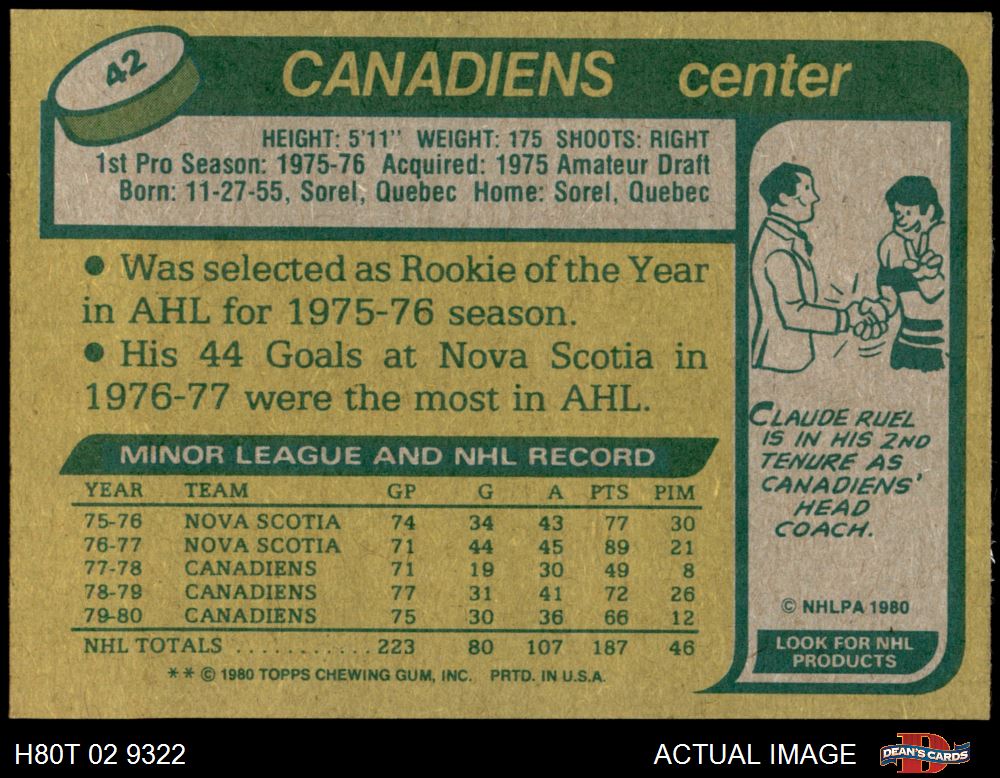 42
CANADIENS center
HEIGHT: 5'11" WEIGHT: 175 SHOOTS: RIGHT
1st Pro Season: 1975-76 Acquired: 1975 Amateur Draft
Born: 11-27-55, Sorel, Quebec Home: Sorel, Quebec
● Was selected as Rookie of the Year
in AHL for 1975-76 season.
● His 44 Goals at Nova Scotia in
1976-77 were the most in AHL.
MINOR LEAGUE AND NHL RECORD
YEAR TEAM GP G A PTS PIM
75-76 NOVA SCOTIA 74 34 43 77 30
76-77 NOVA SCOTIA 71 44 45 89 21
77-78 CANADIENS 71 19 30 49 8
78-79 CANADIENS 77 31 41 72 26
79-80 CANADIENS 75 30 36 66 12
NHL TOTALS ........... 223 80 107 187 46
** © 1980 TOPPS CHEWING GUM, INC. PRTD. IN U.S.A.
CLAUDE RUEL
IS IN HIS 2ND
TENURE AS
CANADIENS'
HEAD
COACH.
© NHLPA 1980
LOOK FOR NHL
PRODUCTS
H80T 02 9322
ACTUAL IMAGE
DEAN'S CARDS